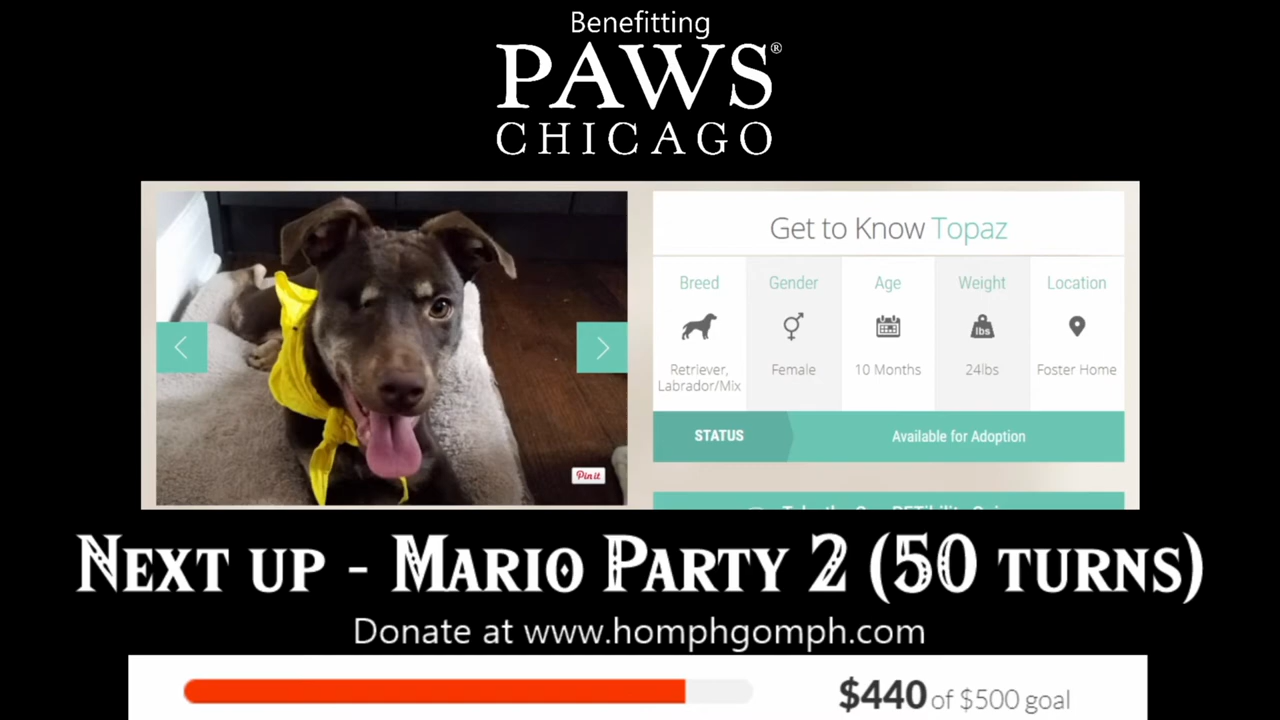 Benefitting
PAWS®
CHICAGO
Get to Know Topaz
Breed Gender Age Weight Location
lbs
Retriever, Labrador/Mix Female 10 Months 24lbs Foster Home
STATUS Available for Adoption
Pin it
NEXT UP - MARIO PARTY 2 (50 TURNS)
Donate at www.homphgomph.com
$440 of $500 goal